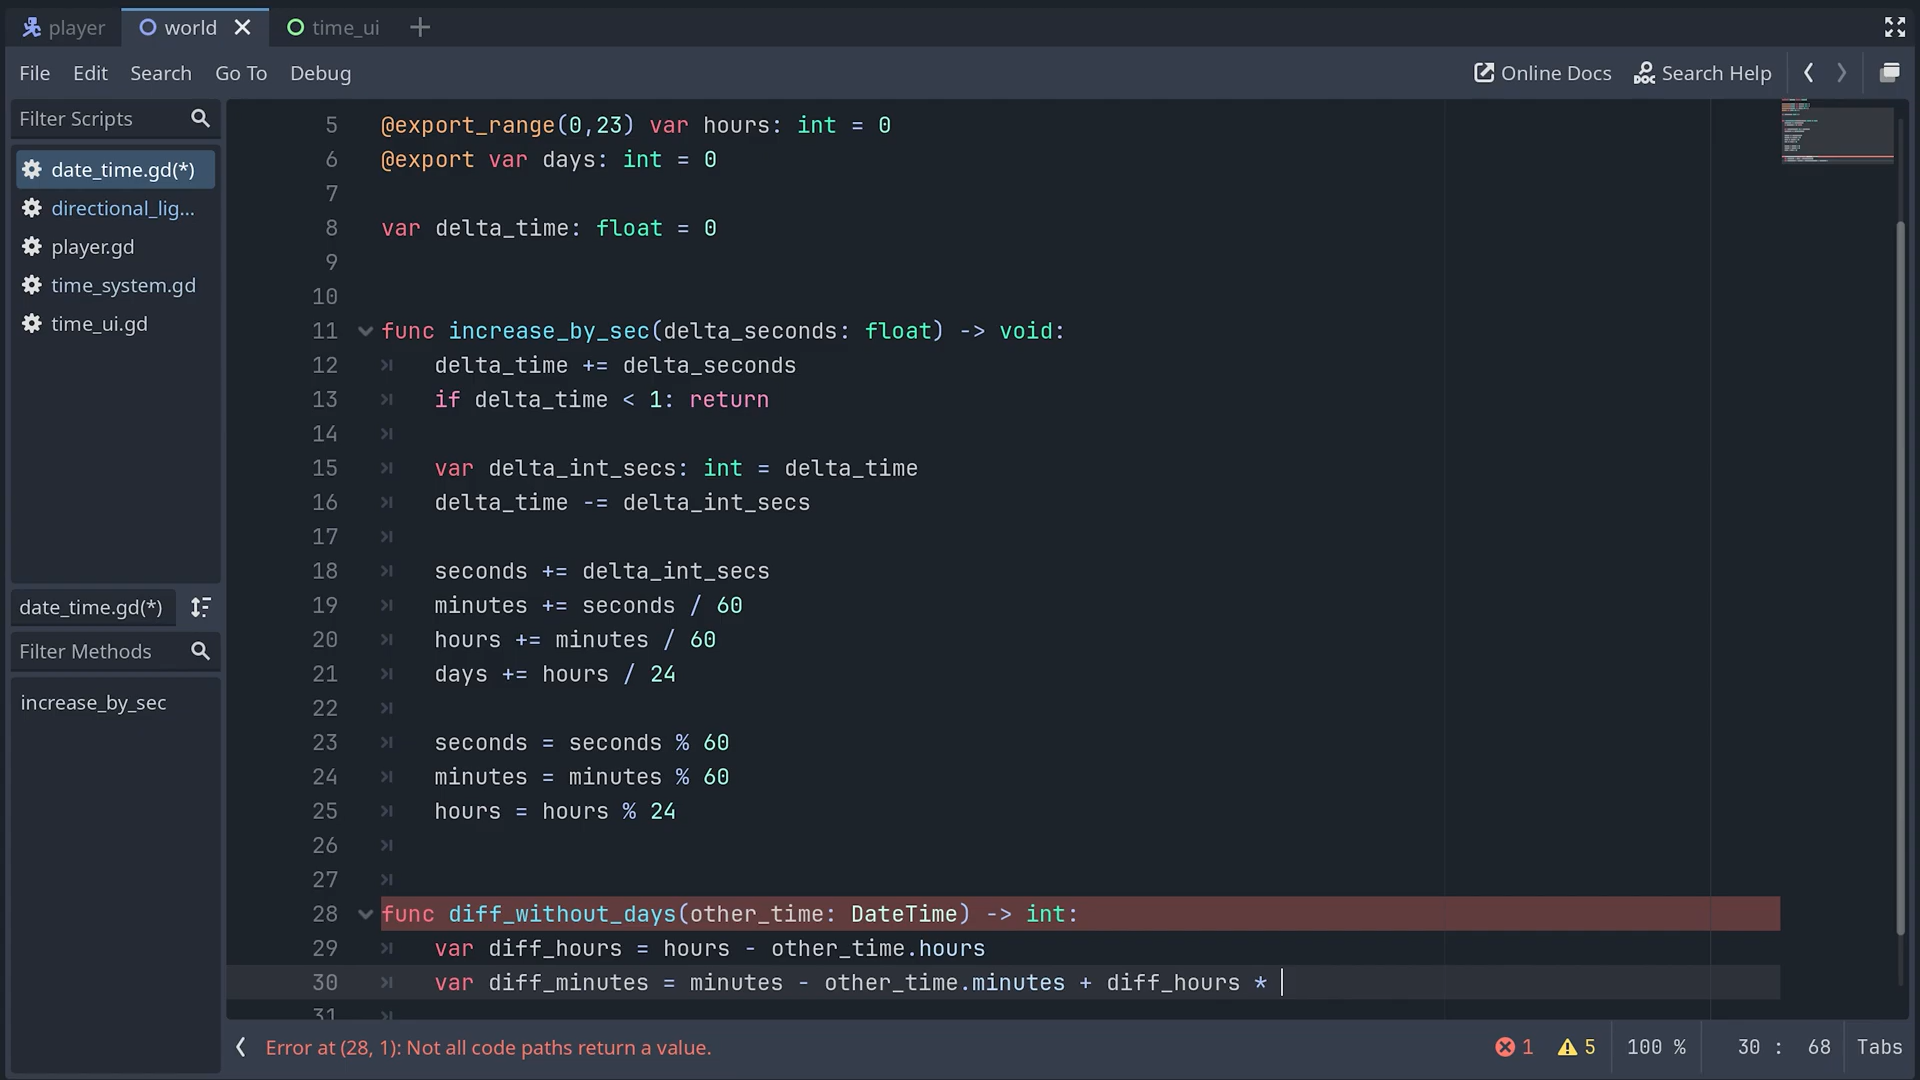 player
world
time_ui
File Edit Search Go To Debug
Online Docs
Search Help
Filter Scripts
date_time.gd(*)
directional_lig...
player.gd
time_system.gd
time_ui.gd
date_time.gd(*)
Filter Methods
increase_by_sec
5 @export_range(0,23) var hours: int = 0
6 @export var days: int = 0
7
8 var delta_time: float = 0
9
10
11 func increase_by_sec(delta_seconds: float) -> void:
12 delta_time += delta_seconds
13 if delta_time < 1: return
14
15 var delta_int_secs: int = delta_time
16 delta_time -= delta_int_secs
17
18 seconds += delta_int_secs
19 minutes += seconds / 60
20 hours += minutes / 60
21 days += hours / 24
22
23 seconds = seconds % 60
24 minutes = minutes % 60
25 hours = hours % 24
26
27
28 func diff_without_days(other_time: DateTime) -> int:
29 var diff_hours = hours - other_time.hours
30 var diff_minutes = minutes - other_time.minutes + diff_hours *
31
Error at (28, 1): Not all code paths return a value.
1 5 100 % 30 : 68 Tabs